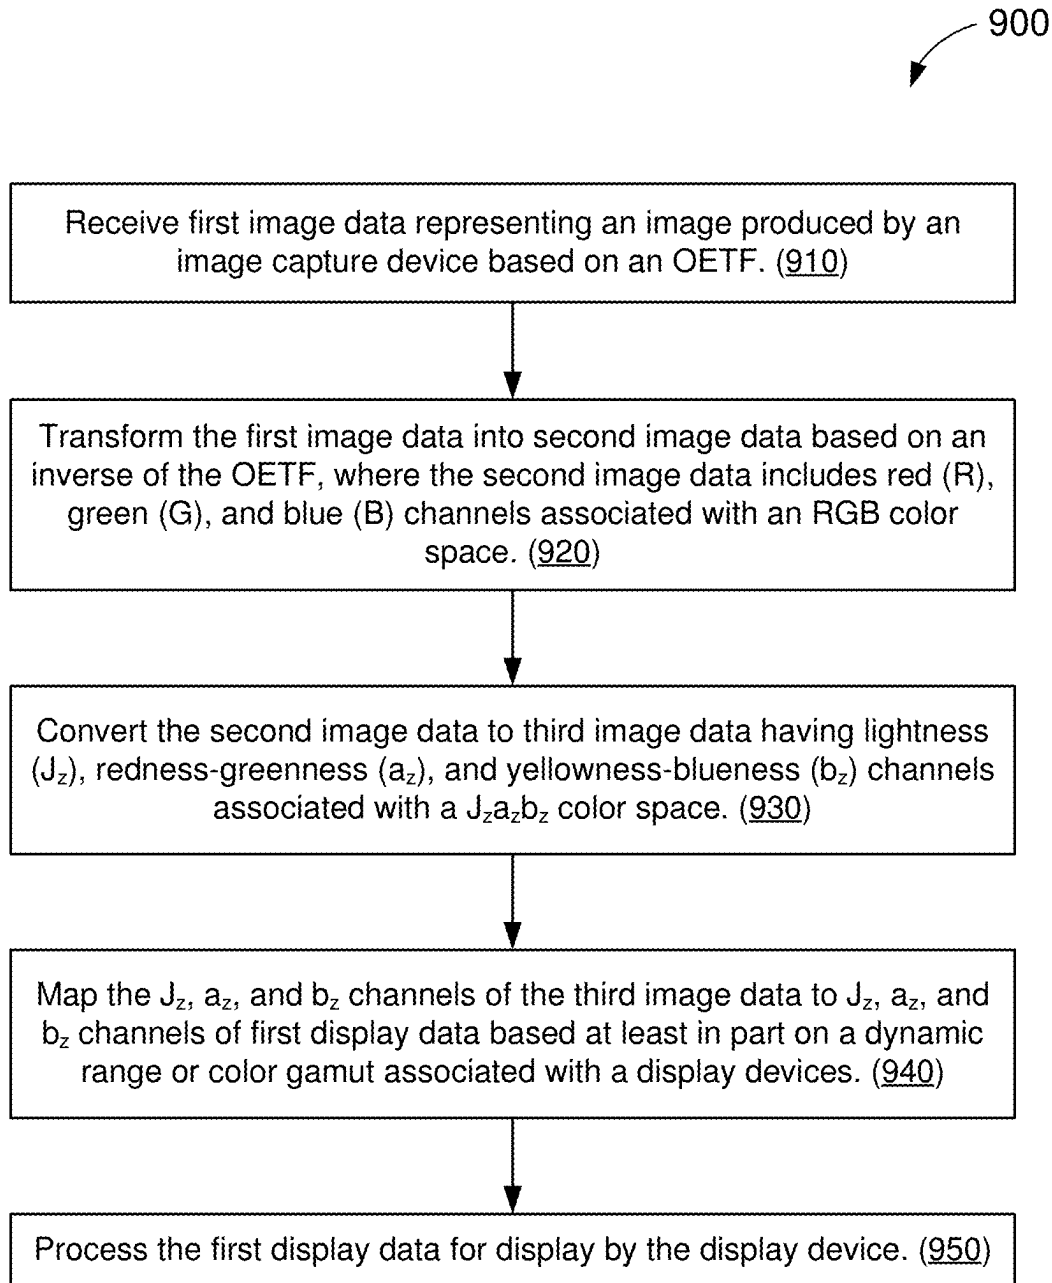 900
Receive first image data representing an image produced by an
image capture device based on an OETF. (910)
Transform the first image data into second image data based on an
inverse of the OETF, where the second image data includes red (R),
green (G), and blue (B) channels associated with an RGB color
space. (920)
Convert the second image data to third image data having lightness
(Jz), redness-greenness (az), and yellowness-blueness (bz) channels
associated with a Jzazbz color space. (930)
Map the Jz, az, and bz channels of the third image data to Jz, az, and
bz channels of first display data based at least in part on a dynamic
range or color gamut associated with a display devices. (940)
Process the first display data for display by the display device. (950)